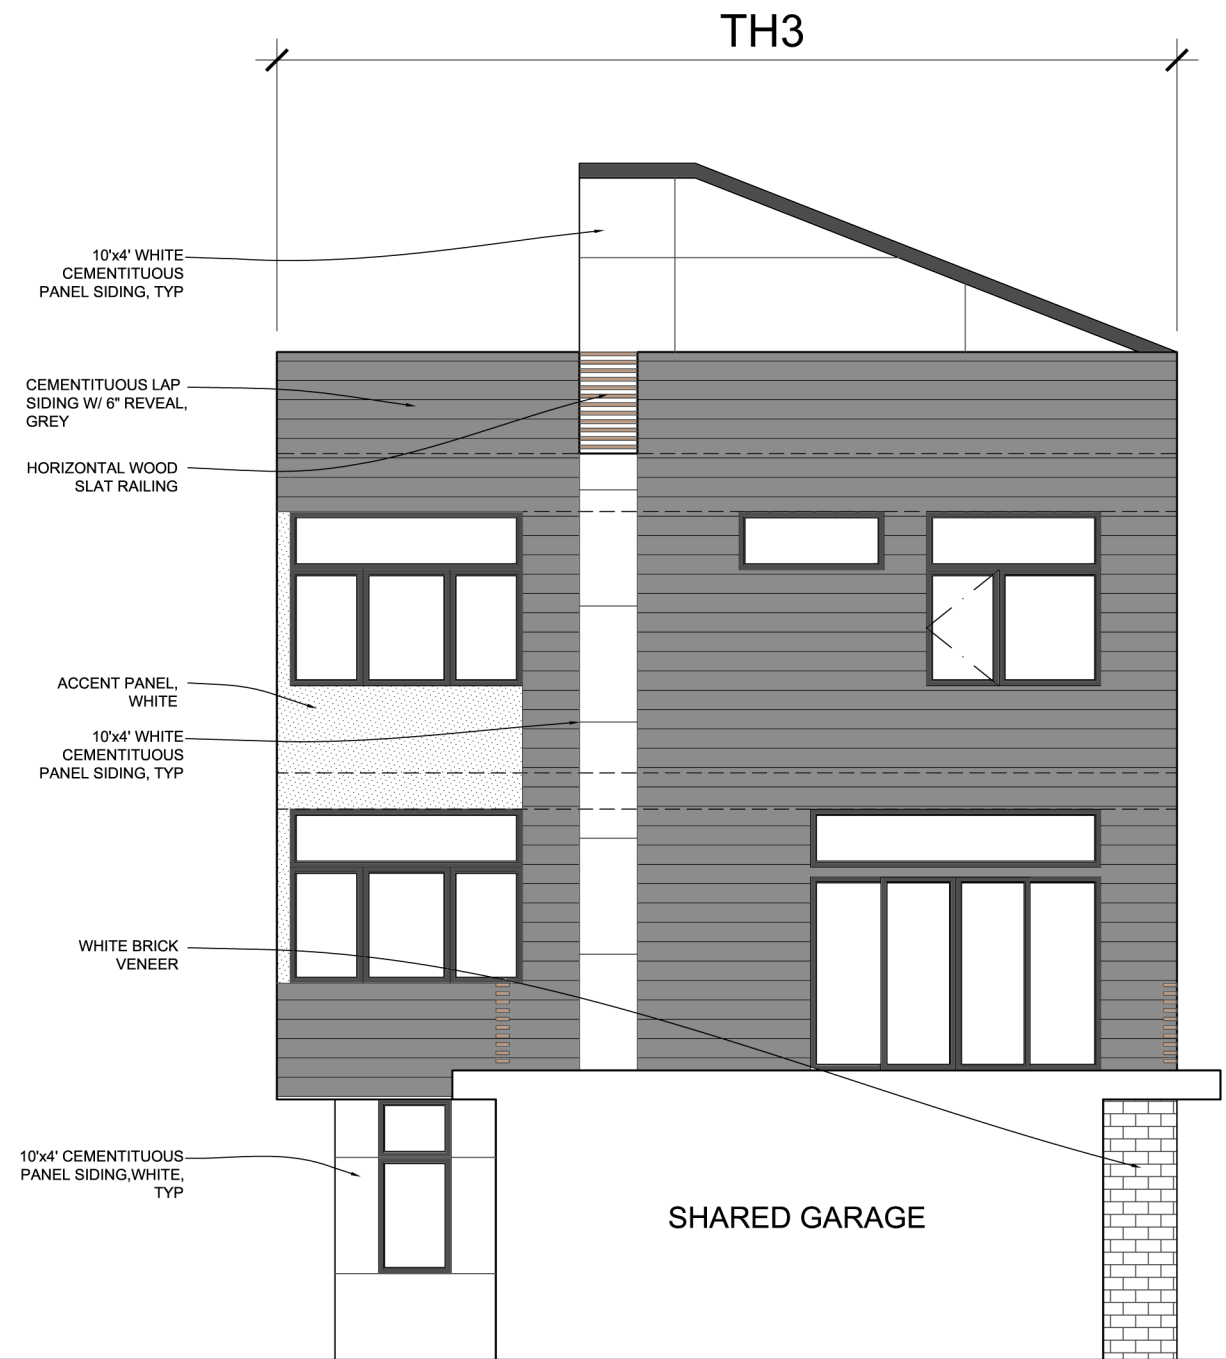 TH3
10'x4' WHITE
CEMENTITUOUS
PANEL SIDING, TYP
CEMENTITUOUS LAP
SIDING W/ 6" REVEAL,
GREY
HORIZONTAL WOOD
SLAT RAILING
ACCENT PANEL,
WHITE
10'x4' WHITE
CEMENTITUOUS
PANEL SIDING, TYP
WHITE BRICK
VENEER
10'x4' CEMENTITUOUS
PANEL SIDING,WHITE,
TYP
SHARED GARAGE